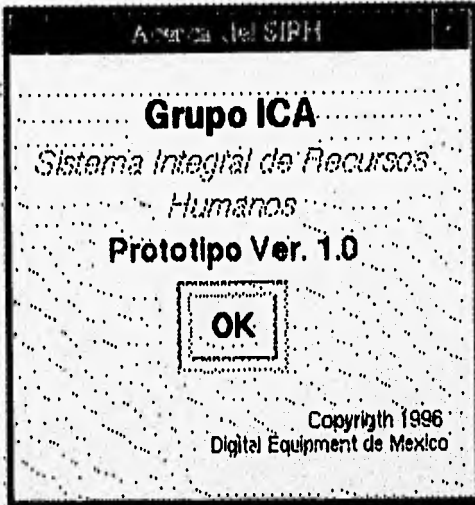 Acerca del SIRH
Grupo ICA
Sistema Integral de Recursos
Humanos
Prototipo Ver. 1.0
OK
Copyrigth 1996
Digital Equipment de Mexico